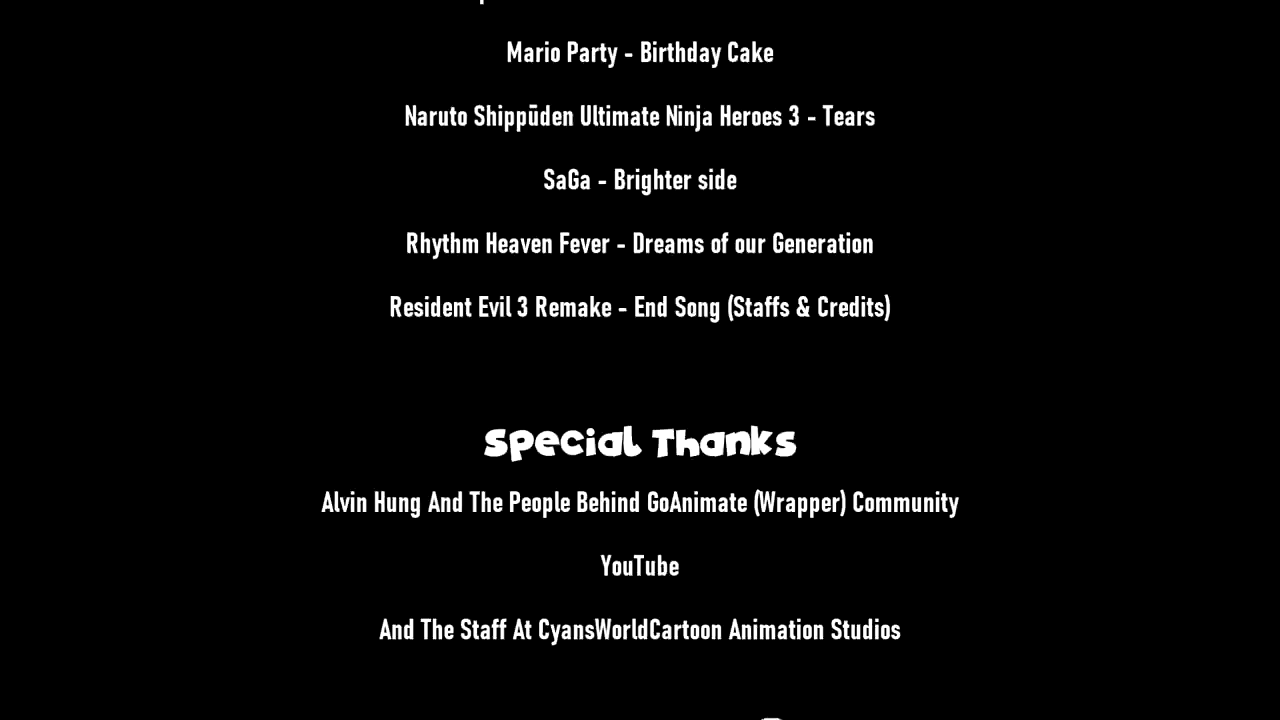 Mario Party - Birthday Cake
Naruto Shippūden Ultimate Ninja Heroes 3 - Tears
SaGa - Brighter side
Rhythm Heaven Fever - Dreams of our Generation
Resident Evil 3 Remake - End Song (Staffs & Credits)
Special Thanks
Alvin Hung And The People Behind GoAnimate (Wrapper) Community
YouTube
And The Staff At CyansWorldCartoon Animation Studios